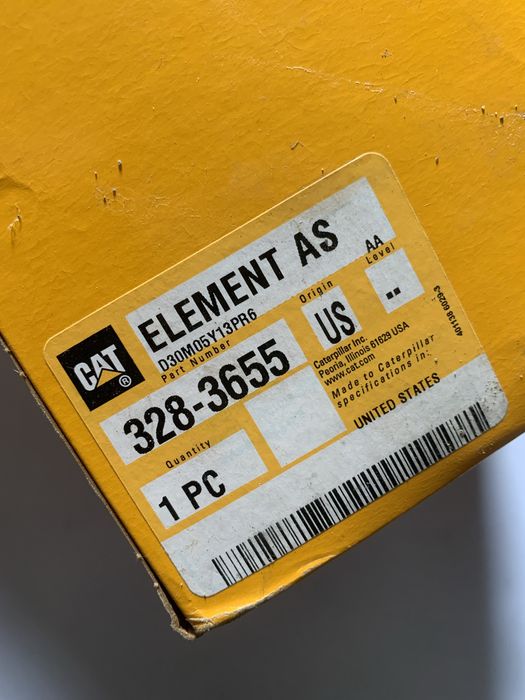 CAT®
ELEMENT AS
D30M05Y13PR6
Part Number
328-3655
Origin
US
AA
Level
--
Quantity
1 PC
Caterpillar Inc.
Peoria, Illinois 61629 USA
www.cat.com
Made to Caterpillar
specifications in:
UNITED STATES